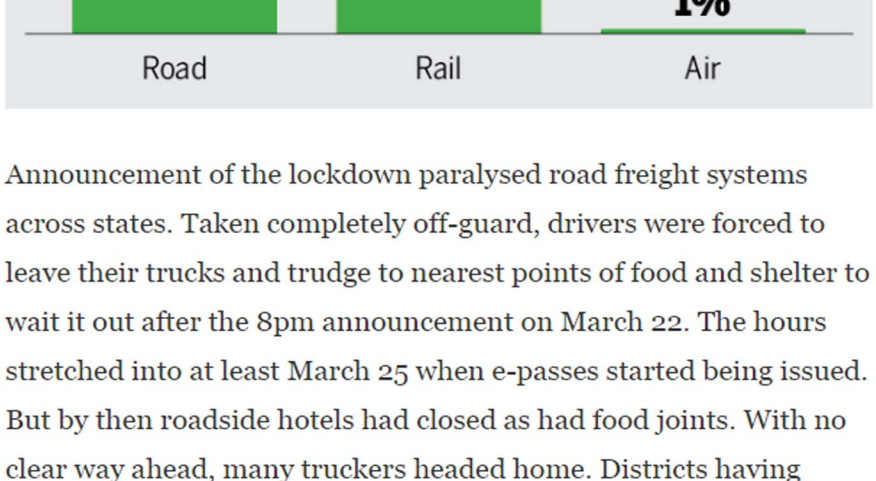 1%
Road Rail Air
Announcement of the lockdown paralysed road freight systems
across states. Taken completely off-guard, drivers were forced to
leave their trucks and trudge to nearest points of food and shelter to
wait it out after the 8pm announcement on March 22. The hours
stretched into at least March 25 when e-passes started being issued.
But by then roadside hotels had closed as had food joints. With no
clear way ahead, many truckers headed home. Districts having